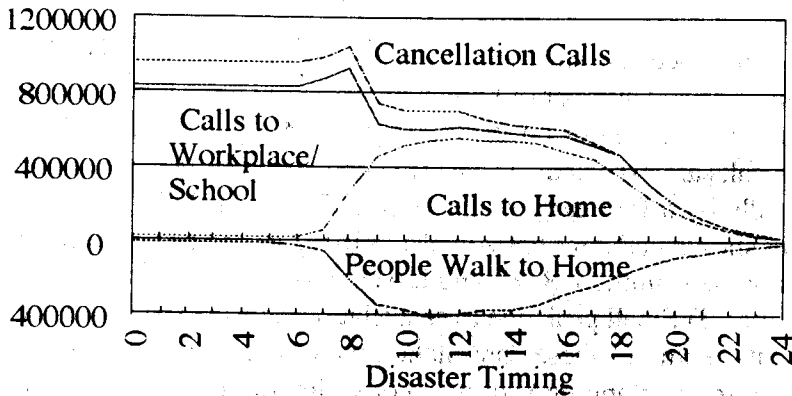 1200000
Cancellation Calls
800000
Calls to
Workplace/
School
400000
Calls to Home
0
People Walk to Home
400000
0 2 4 6 8 10 12 14 16 18 20 22 24
Disaster Timing